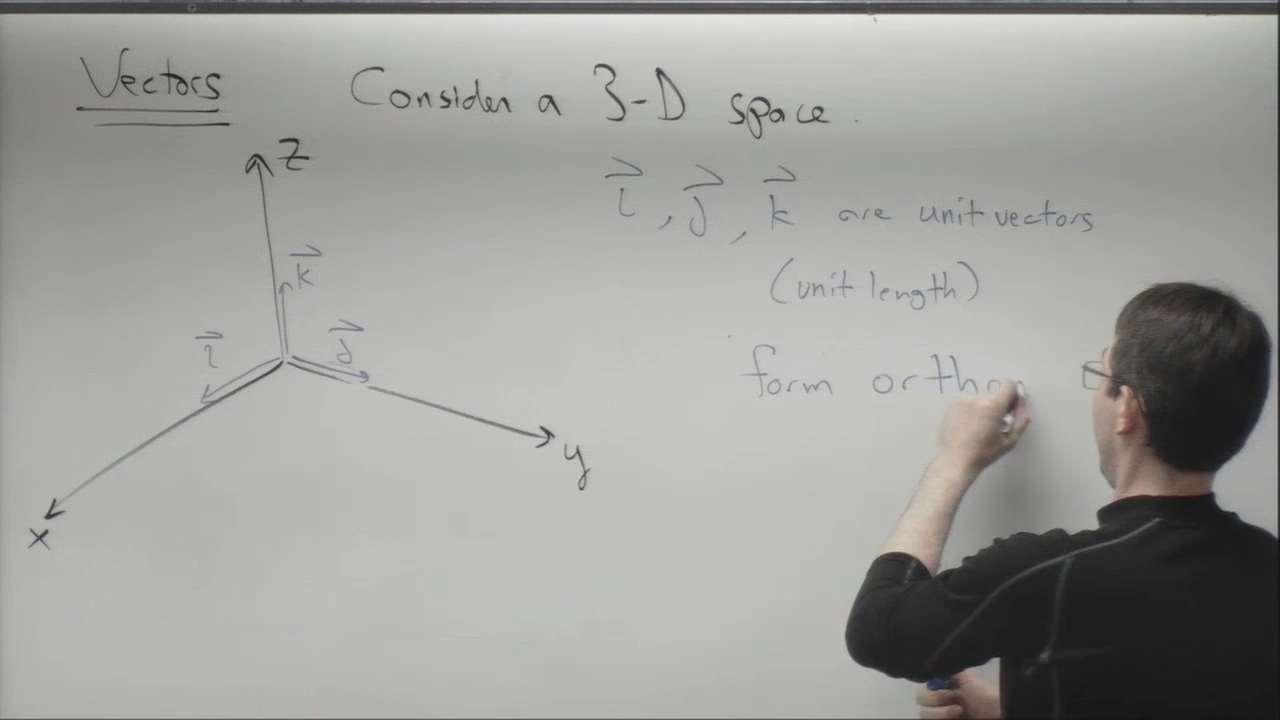 Vectors Consider a 3-D space.
z
i, j, k are unit vectors
k
(unit length)
i j
form ortho
y
x